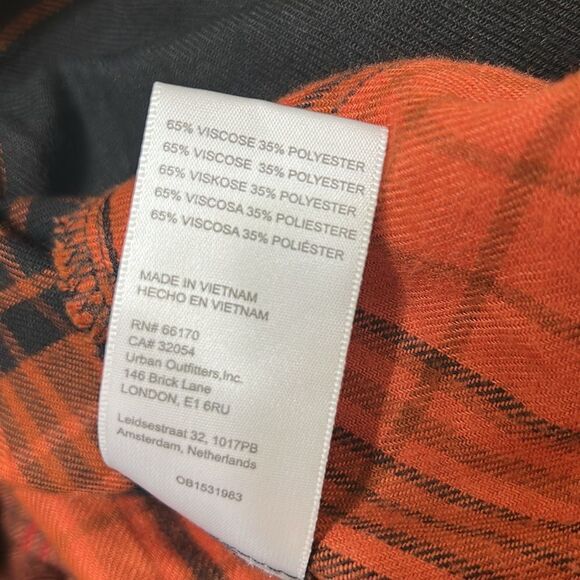 65% VISCOSE 35% POLYESTER
65% VISCOSE 35% POLYESTER
65% VISKOSE 35% POLYESTER
65% VISCOSA 35% POLIESTERE
65% VISCOSA 35% POLIÉSTER
MADE IN VIETNAM
HECHO EN VIETNAM
RN# 66170
CA# 32054
Urban Outfitters,Inc.
146 Brick Lane
LONDON, E1 6RU
Leidsestraat 32, 1017PB
Amsterdam, Netherlands
OB1531983